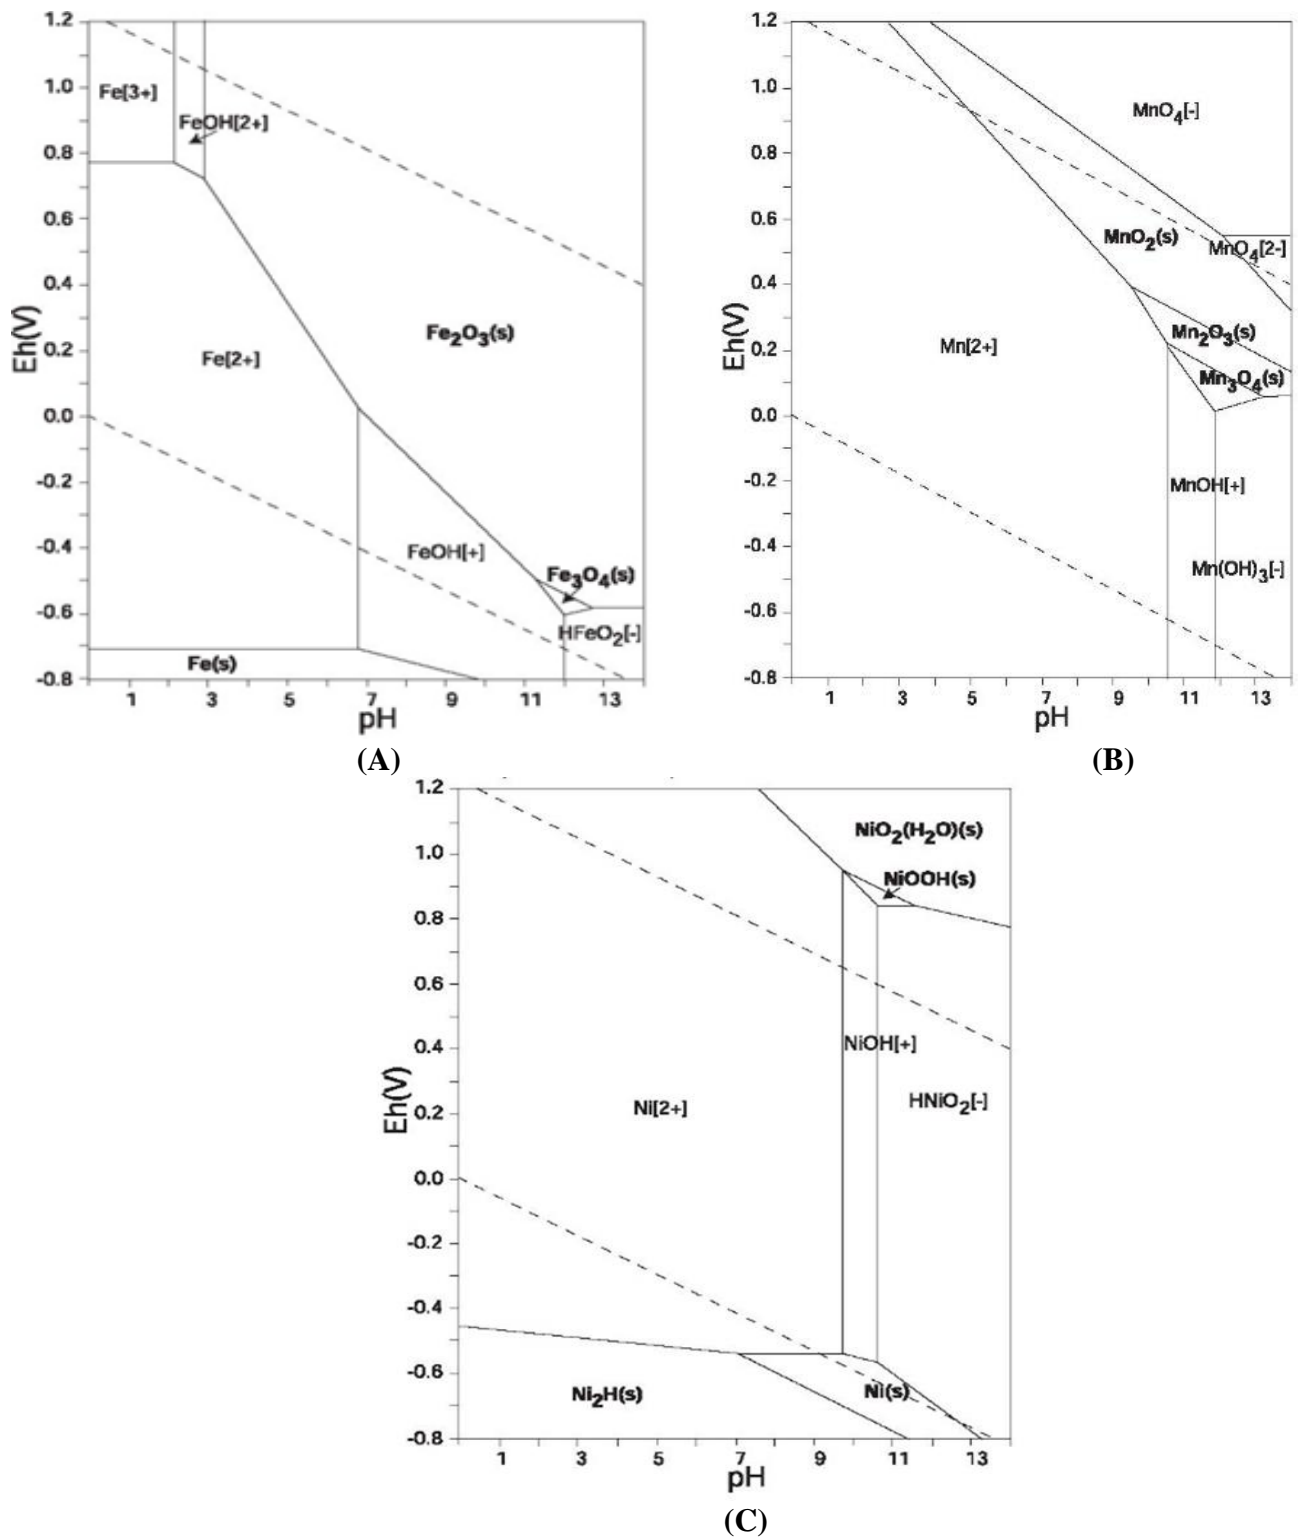 1.2
1.0
0.8
0.6
0.4
0.2
0.0
-0.2
-0.4
-0.6
-0.8
Eh(V)
Fe[3+]
FeOH[2+]
Fe[2+]
Fe₂O₃(s)
FeOH[+]
Fe₃O₄(s)
HFeO₂[-]
Fe(s)
1 3 5 7 9 11 13
pH
(A)
1.2
1.0
0.8
0.6
0.4
0.2
0.0
-0.2
-0.4
-0.6
-0.8
Eh(V)
MnO₄[-]
MnO₂(s)
MnO₄[2-]
Mn₂O₃(s)
Mn[2+]
Mn₃O₄(s)
MnOH[+]
Mn(OH)₃[-]
1 3 5 7 9 11 13
pH
(B)
1.2
1.0
0.8
0.6
0.4
0.2
0.0
-0.2
-0.4
-0.6
-0.8
Eh(V)
NiO₂(H₂O)(s)
NiOOH(s)
NiOH[+]
Ni[2+]
HNiO₂[-]
Ni₂H(s)
Ni(s)
1 3 5 7 9 11 13
pH
(C)